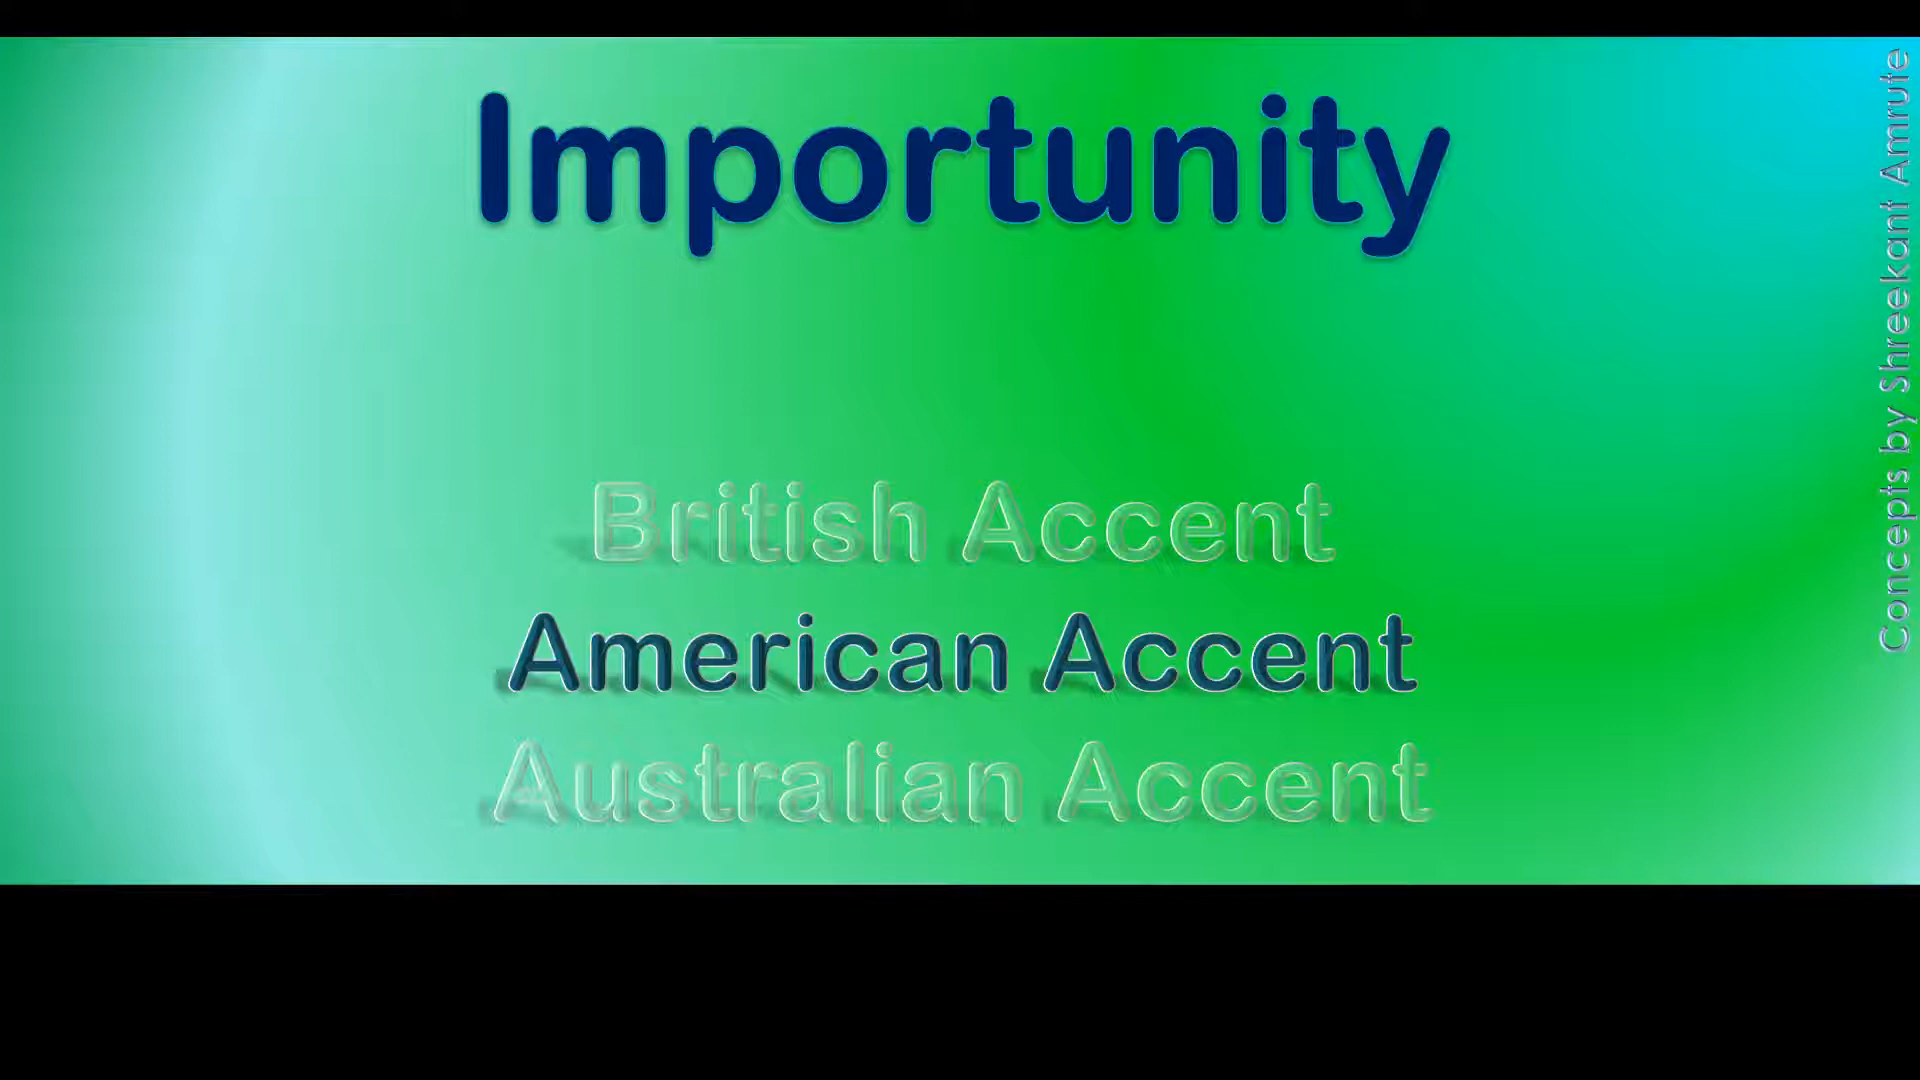 Importunity
British Accent
American Accent
Australian Accent
Concepts by Shreekant Amrute